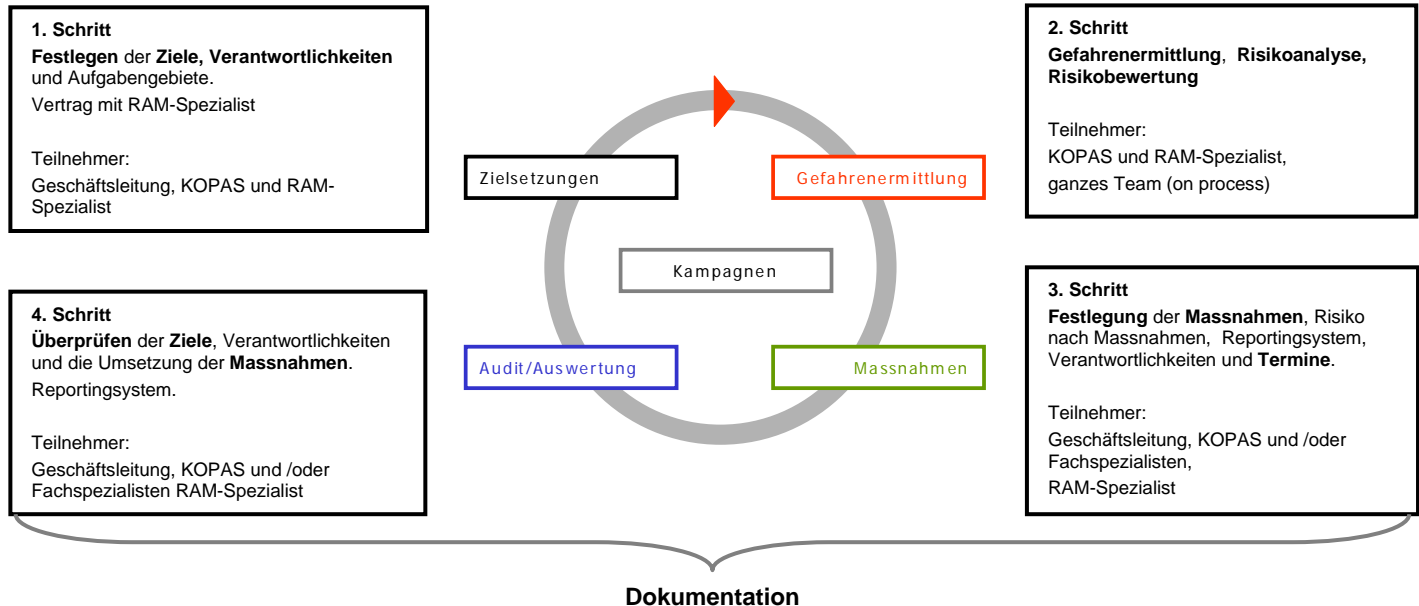 1. Schritt
Festlegen der Ziele, Verantwortlichkeiten
und Aufgabengebiete.
Vertrag mit RAM-Spezialist
Teilnehmer:
Geschäftsleitung, KOPAS und RAM-
Spezialist
2. Schritt
Gefahrenermittlung, Risikoanalyse,
Risikobewertung
Teilnehmer:
KOPAS und RAM-Spezialist,
ganzes Team (on process)
Zielsetzungen
Gefahrenermittlung
Kampagnen
Audit/Auswertung
Massnahmen
4. Schritt
Überprüfen der Ziele, Verantwortlichkeiten
und die Umsetzung der Massnahmen.
Reportingsystem.
Teilnehmer:
Geschäftsleitung, KOPAS und /oder
Fachspezialisten RAM-Spezialist
3. Schritt
Festlegung der Massnahmen, Risiko
nach Massnahmen, Reportingsystem,
Verantwortlichkeiten und Termine.
Teilnehmer:
Geschäftsleitung, KOPAS und /oder
Fachspezialisten,
RAM-Spezialist
Dokumentation